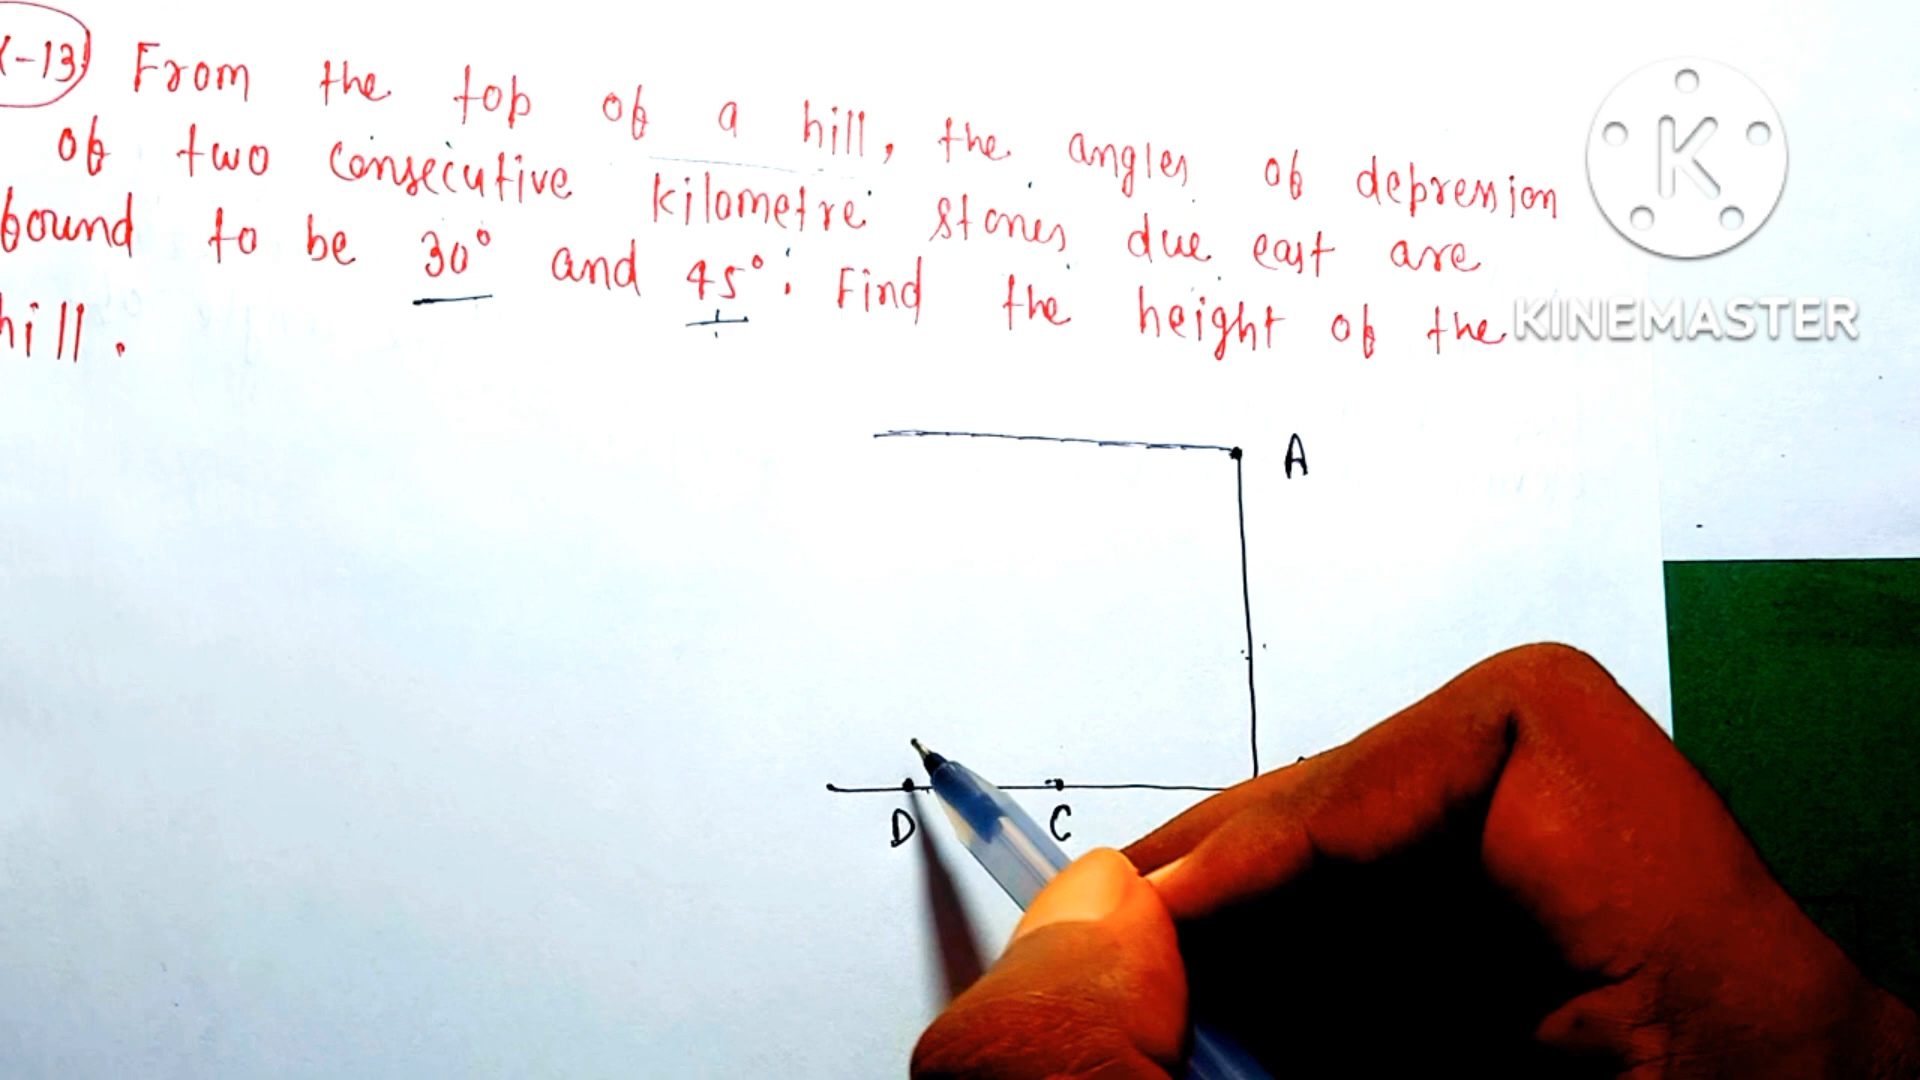 (-13) From the top of a hill, the angles of depression
of two consecutive kilometre stones due east are
found to be 30° and 45°. Find the height of the
hill.
K
KINEMASTER
A
D C